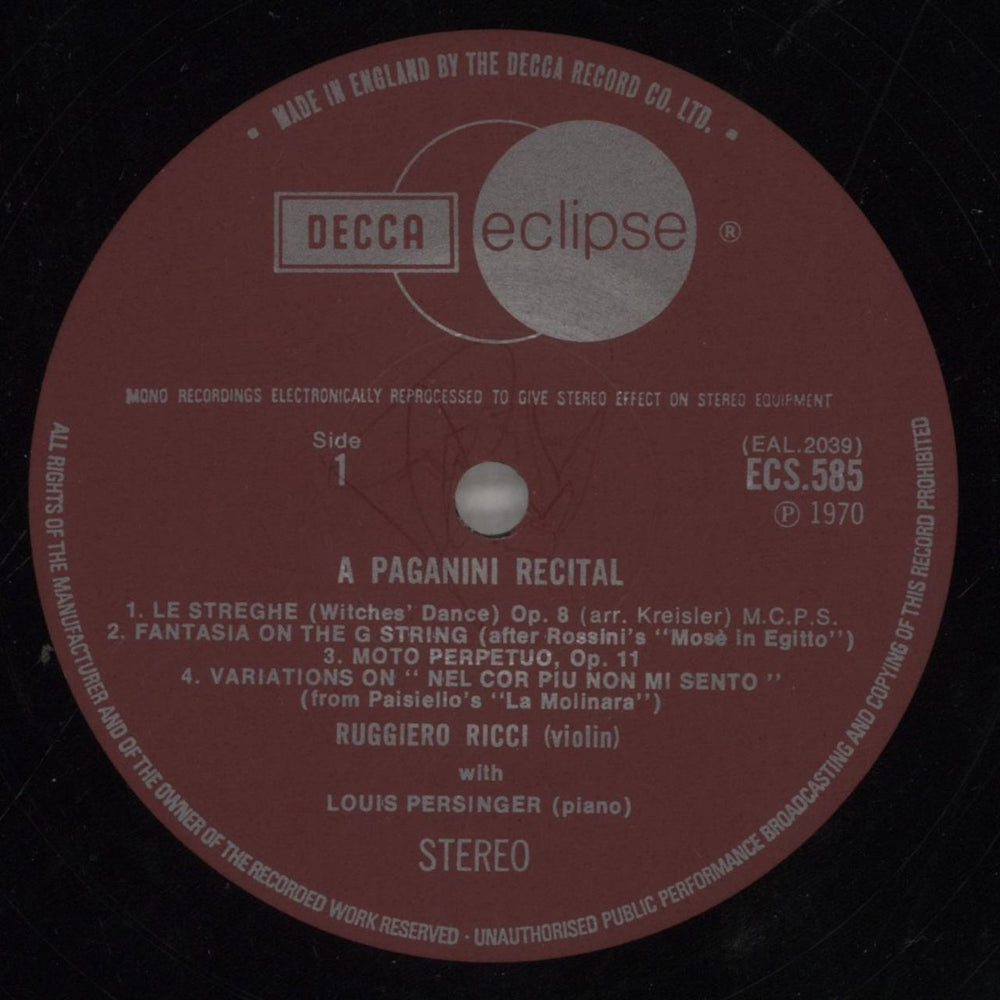 • MADE IN ENGLAND BY THE DECCA RECORD CO. LTD. •
DECCA eclipse ®
MONO RECORDINGS ELECTRONICALLY REPROCESSED TO GIVE STEREO EFFECT ON STEREO EQUIPMENT
Side
1
(EAL.2039)
ECS.585
℗ 1970
A PAGANINI RECITAL
1. LE STREGHE (Witches' Dance) Op. 8 (arr. Kreisler) M.C.P.S.
2. FANTASIA ON THE G STRING (after Rossini's "Mosè in Egitto")
3. MOTO PERPETUO, Op. 11
4. VARIATIONS ON " NEL COR PIU NON MI SENTO "
(from Paisiello's "La Molinara")
RUGGIERO RICCI (violin)
with
LOUIS PERSINGER (piano)
STEREO
ALL RIGHTS OF THE MANUFACTURER AND OF THE OWNER OF THE RECORDED WORK RESERVED · UNAUTHORISED PUBLIC PERFORMANCE BROADCASTING AND COPYING OF THIS RECORD PROHIBITED